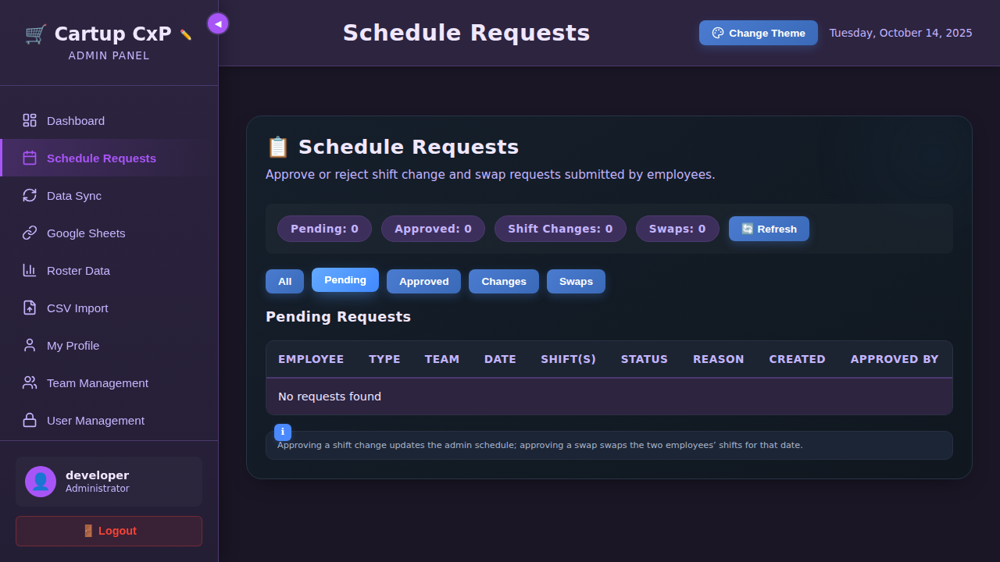 🛒 Cartup CxP ✏️
ADMIN PANEL
◀
Dashboard
Schedule Requests
Data Sync
Google Sheets
Roster Data
CSV Import
My Profile
Team Management
User Management
developer
Administrator
🚪 Logout
Schedule Requests
Change Theme
Tuesday, October 14, 2025
📋 Schedule Requests
Approve or reject shift change and swap requests submitted by employees.
Pending: 0 Approved: 0 Shift Changes: 0 Swaps: 0 🔄 Refresh
All Pending Approved Changes Swaps
Pending Requests
EMPLOYEE TYPE TEAM DATE SHIFT(S) STATUS REASON CREATED APPROVED BY
No requests found
i
Approving a shift change updates the admin schedule; approving a swap swaps the two employees’ shifts for that date.